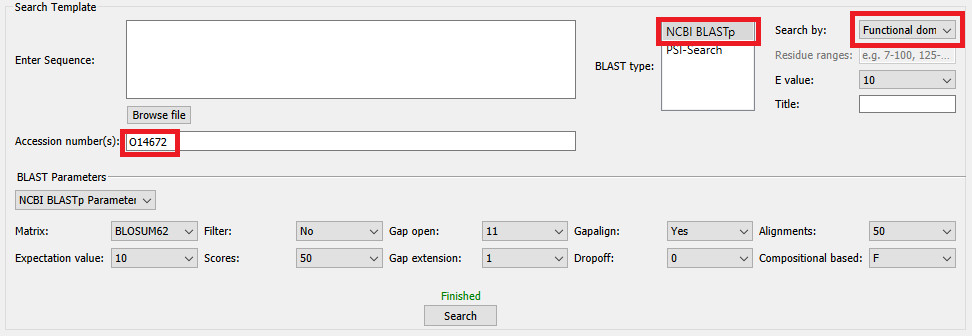 Search Template
Enter Sequence:
BLAST type:
NCBI BLASTp
PSI-Search
Search by:
Functional dom
Residue ranges:
e.g. 7-100, 125-...
E value:
10
Title:
Browse file
Accession number(s):
O14672
BLAST Parameters
NCBI BLASTp Parameter
Matrix:
BLOSUM62
Filter:
No
Gap open:
11
Gapalign:
Yes
Alignments:
50
Expectation value:
10
Scores:
50
Gap extension:
1
Dropoff:
0
Compositional based:
F
Finished
Search